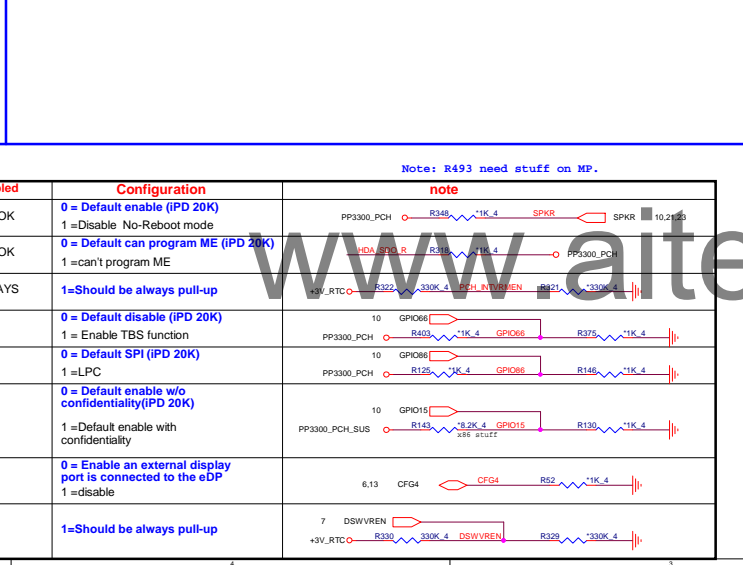 Note: R493 need stuff on MP.
Configuration note
0 = Default enable (iPD 20K)
1 =Disable No-Reboot mode
PP3300_PCH R348 *1K_4 SPKR SPKR 10,21,23
0 = Default can program ME (iPD 20K)
1 =can't program ME
HDA_SDO_R R318 *1K_4 PP3300_PCH
1=Should be always pull-up
+3V_RTC R322 330K_4 PCH_INTVRMEN R321 *330K_4
0 = Default disable (iPD 20K)
1 = Enable TBS function
10 GPIO66
PP3300_PCH R403 *1K_4 GPIO66 R375 *1K_4
0 = Default SPI (iPD 20K)
1 =LPC
10 GPIO86
PP3300_PCH R125 *1K_4 GPIO86 R146 *1K_4
0 = Default enable w/o
confidentiality(iPD 20K)
1 =Default enable with
confidentiality
10 GPIO15
PP3300_PCH_SUS R143 *8.2K_4 GPIO15 R130 *1K_4
x86 stuff
0 = Enable an external display
port is connected to the eDP
1 =disable
6,13 CFG4 CFG4 R52 *1K_4
1=Should be always pull-up
7 DSWVREN
+3V_RTC R330 330K_4 DSWVREN R329 *330K_4
www.aite
4 3